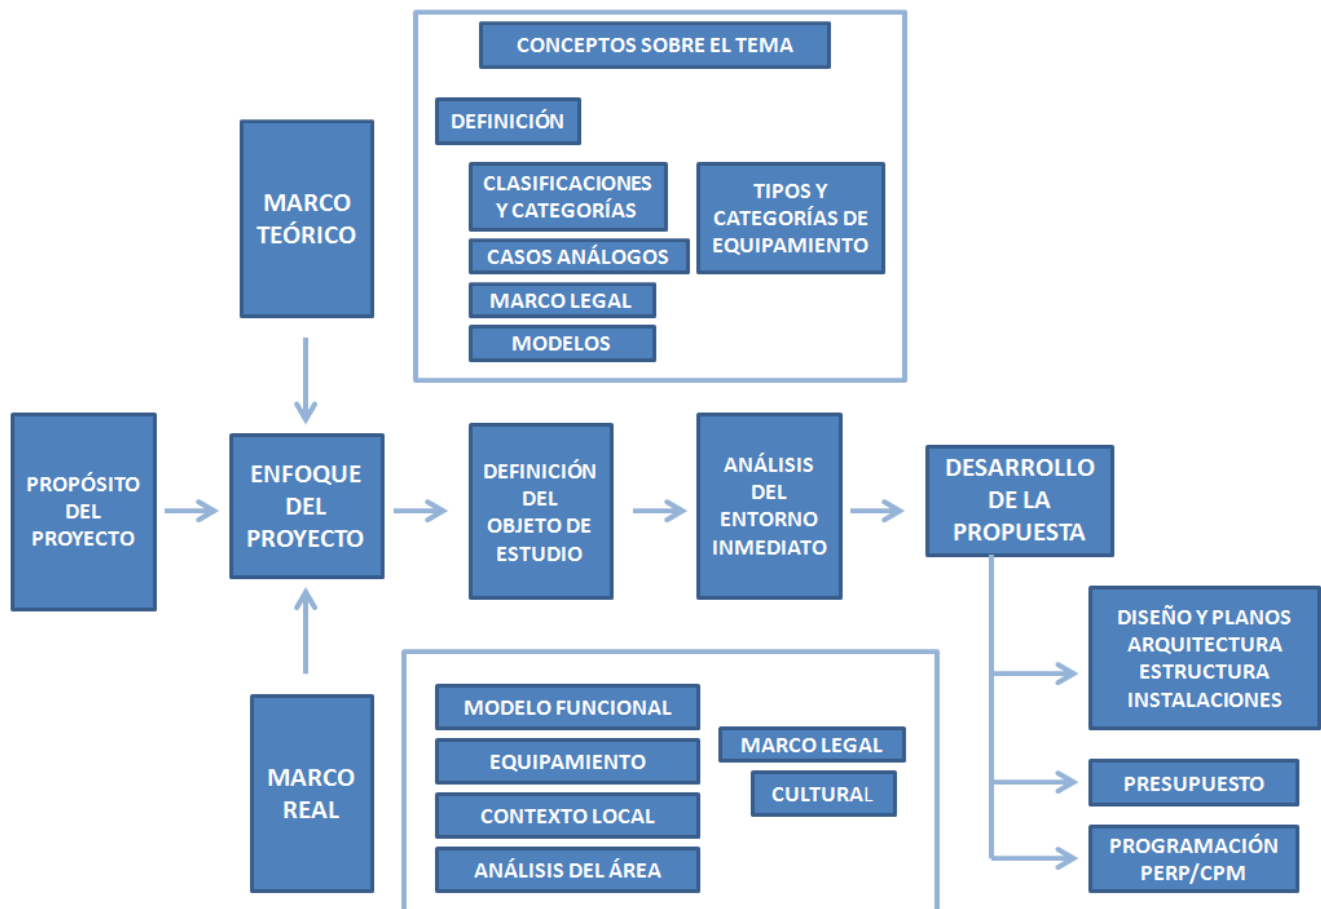 CONCEPTOS SOBRE EL TEMA
DEFINICIÓN
CLASIFICACIONES
Y CATEGORÍAS
CASOS ANÁLOGOS
MARCO LEGAL
MODELOS
TIPOS Y
CATEGORÍAS DE
EQUIPAMIENTO
MARCO
TEÓRICO
PROPÓSITO
DEL
PROYECTO
ENFOQUE
DEL
PROYECTO
DEFINICIÓN
DEL
OBJETO DE
ESTUDIO
ANÁLISIS
DEL
ENTORNO
INMEDIATO
DESARROLLO
DE LA
PROPUESTA
DISEÑO Y PLANOS
ARQUITECTURA
ESTRUCTURA
INSTALACIONES
PRESUPUESTO
PROGRAMACIÓN
PERP/CPM
MARCO
REAL
MODELO FUNCIONAL
EQUIPAMIENTO
CONTEXTO LOCAL
ANÁLISIS DEL ÁREA
MARCO LEGAL
CULTURAL